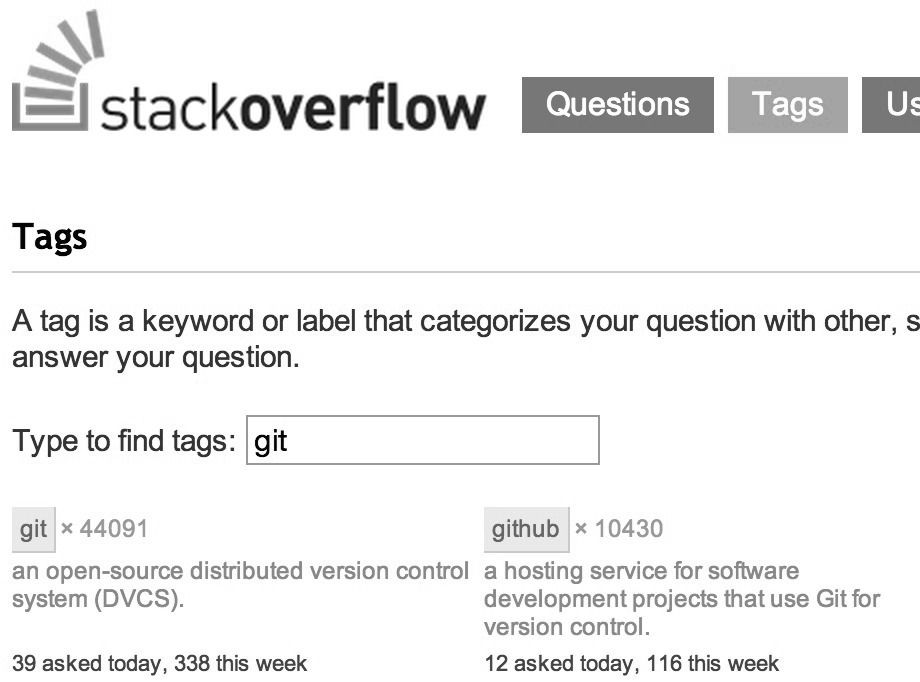 stackoverflow
Questions Tags Us
Tags
A tag is a keyword or label that categorizes your question with other, s
answer your question.
Type to find tags: git
git × 44091
an open-source distributed version control
system (DVCS).
39 asked today, 338 this week
github × 10430
a hosting service for software
development projects that use Git for
version control.
12 asked today, 116 this week